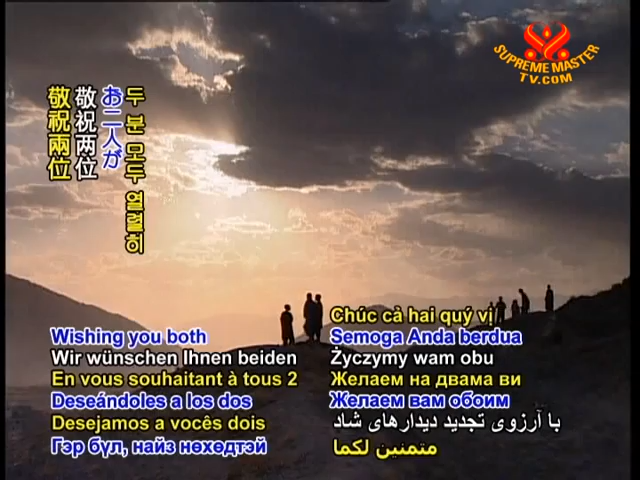 SUPREME MASTER
TV.COM
敬祝兩位
敬祝两位
お二人が
두 분 모두 열렬히
Wishing you both
Wir wünschen Ihnen beiden
En vous souhaitant à tous 2
Deseándoles a los dos
Desejamos a vocês dois
Гэр бүл, найз нөхөдтэй
Chúc cả hai quý vị
Semoga Anda berdua
Życzymy wam obu
Желаем на двама ви
Желаем вам обоим
با آرزوی تجدید دیدارهای شاد
متمنين لكما